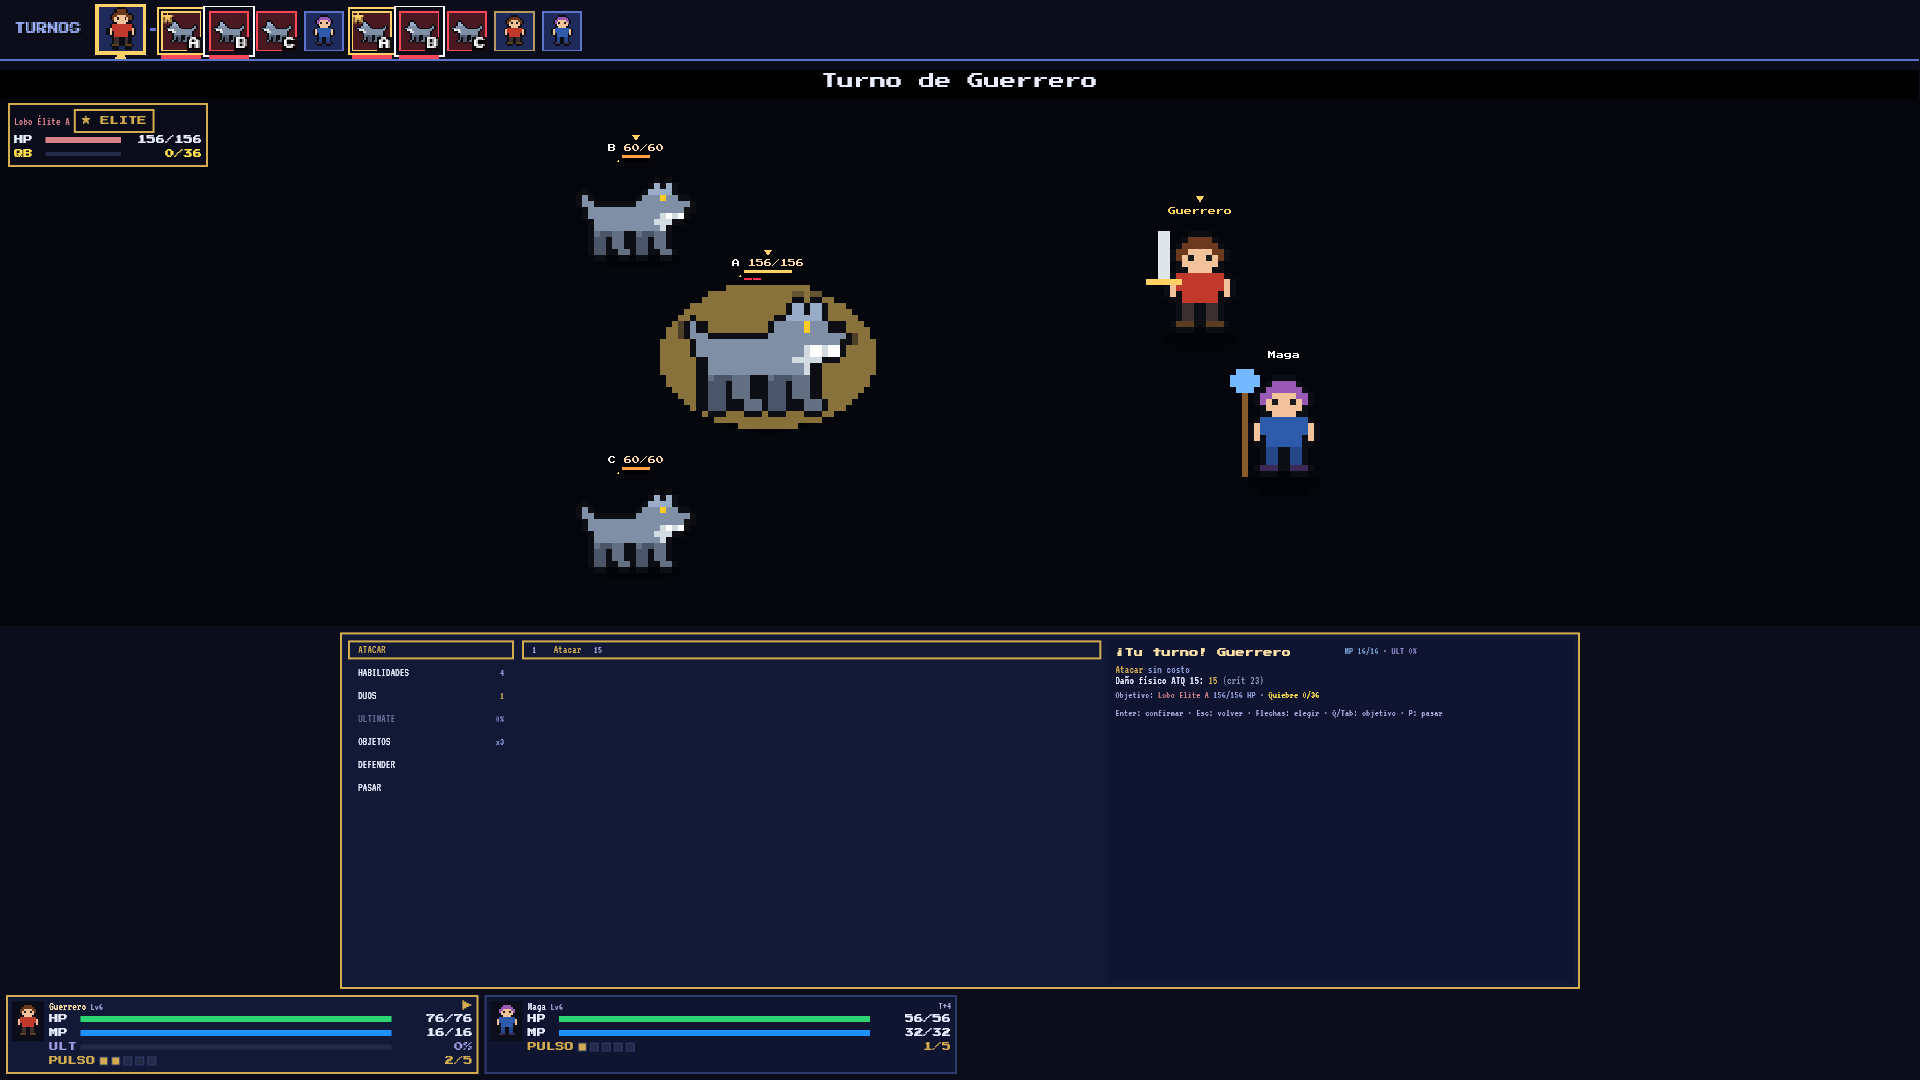 TURNOS
A B C A B C
Turno de Guerrero
Lobo Élite A ★ ELITE
HP 156/156
QB 0/36
B 60/60
A 156/156
C 60/60
Guerrero
Maga
ATACAR
HABILIDADES 4
DUOS 1
ULTIMATE 0%
OBJETOS x3
DEFENDER
PASAR
1 Atacar 15
¡Tu turno! Guerrero MP 16/16 · ULT 0%
Atacar sin costo
Daño físico ATQ 15: 15 (crit 23)
Objetivo: Lobo Élite A 156/156 HP · Quiebre 0/36
Enter: confirmar · Esc: volver · Flechas: elegir · Q/Tab: objetivo · P: pasar
Guerrero Lv6
HP 76/76
MP 16/16
ULT 0%
PULSO 2/5
Maga Lv6 T+4
HP 56/56
MP 32/32
PULSO 1/5